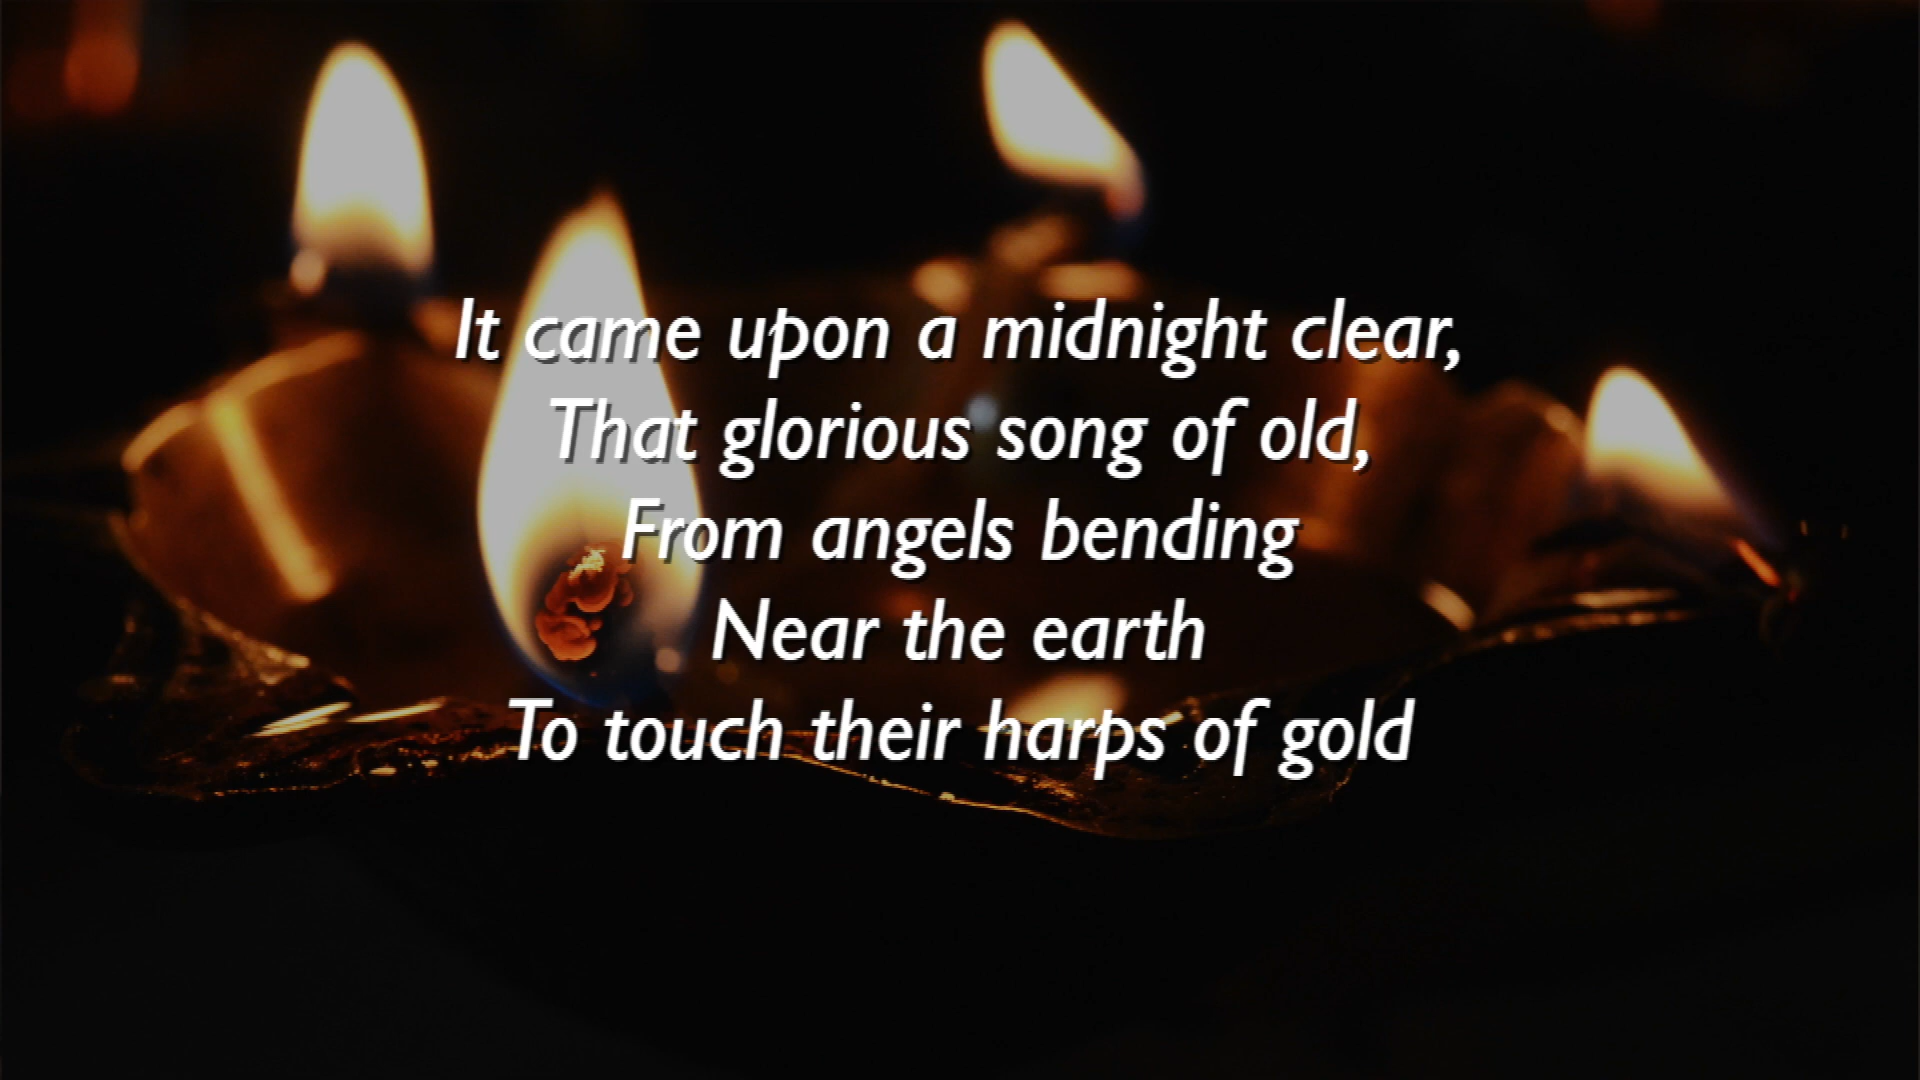 It came upon a midnight clear,
That glorious song of old,
From angels bending
Near the earth
To touch their harps of gold